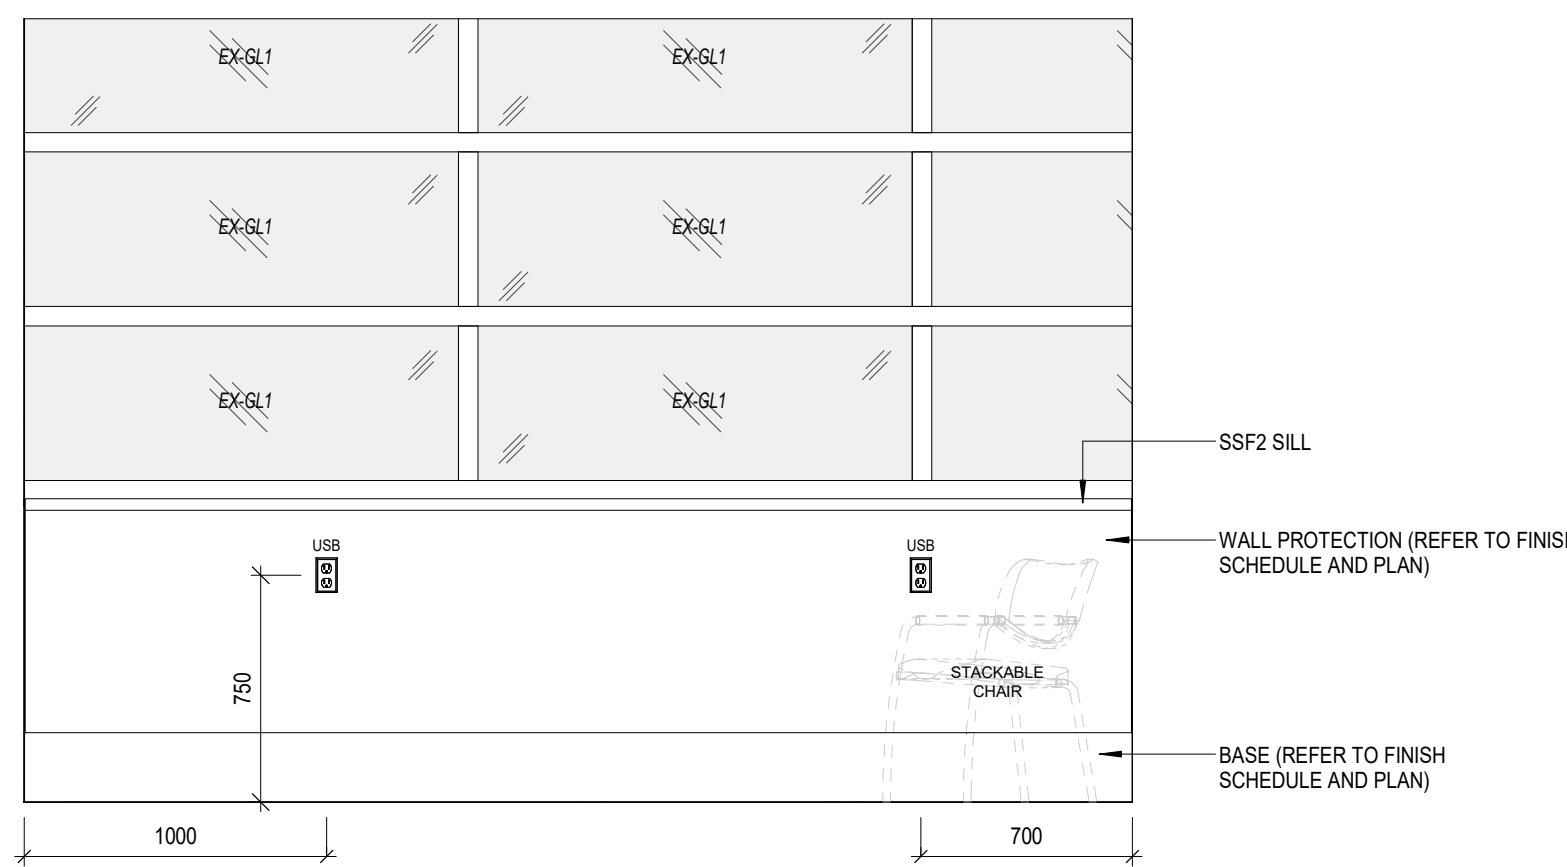 EX-GL1 EX-GL1
EX-GL1 EX-GL1
EX-GL1 EX-GL1
SSF2 SILL
USB USB
WALL PROTECTION (REFER TO FINISH
SCHEDULE AND PLAN)
STACKABLE
CHAIR
750
BASE (REFER TO FINISH
SCHEDULE AND PLAN)
1000 700